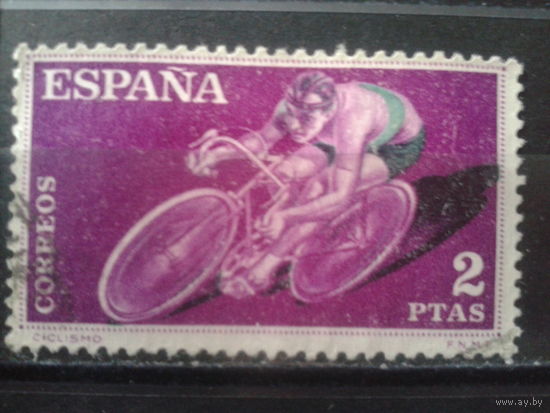 ESPAÑA
CORREOS
2
PTAS
CICLISMO
F.N.M.T.
www.ay.by